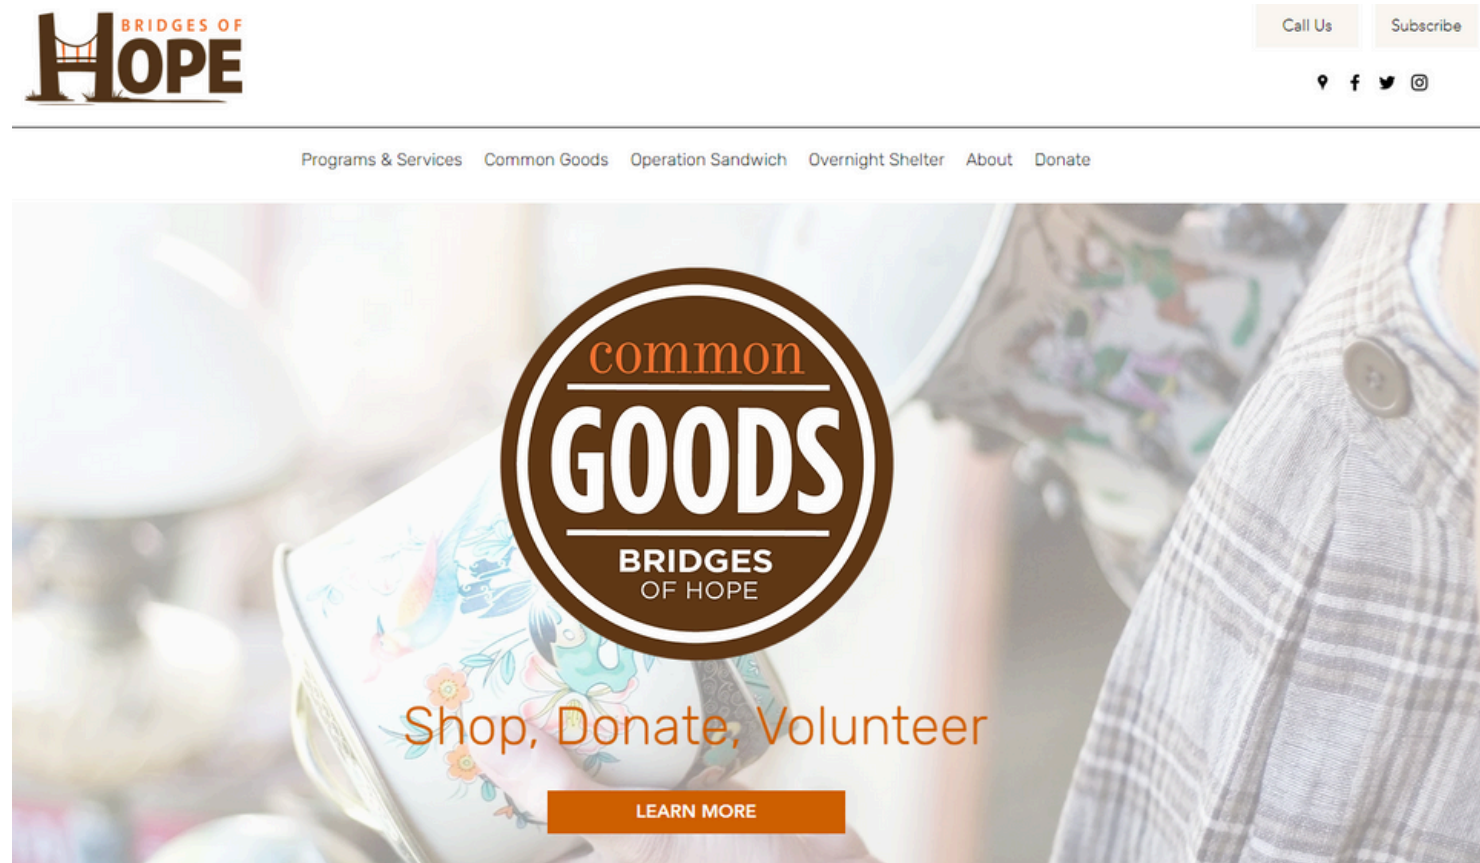 BRIDGES OF
HOPE
Call Us
Subscribe
Programs & Services Common Goods Operation Sandwich Overnight Shelter About Donate
common
GOODS
BRIDGES
OF HOPE
Shop, Donate, Volunteer
LEARN MORE